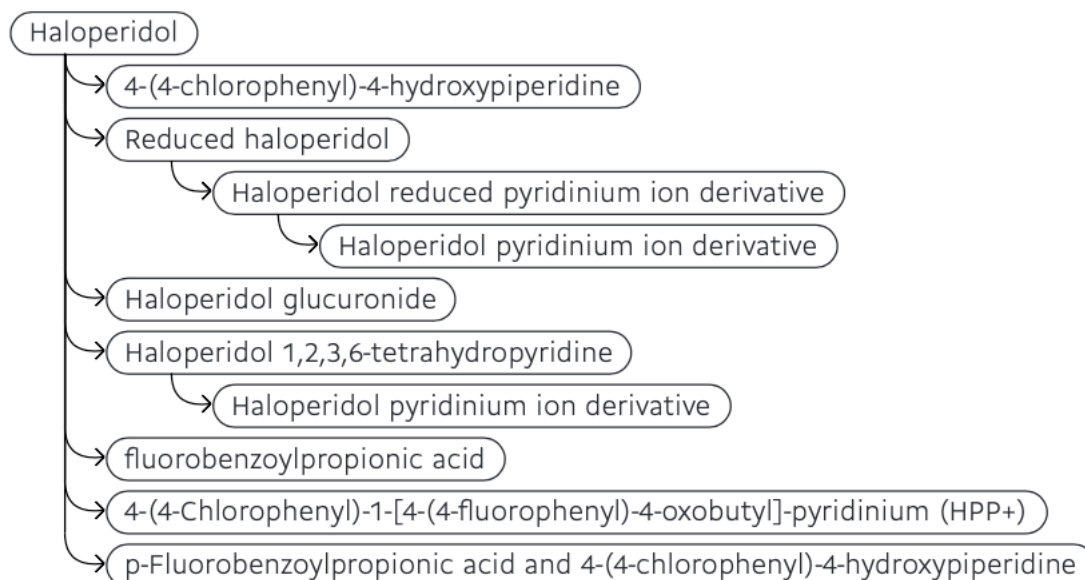 Haloperidol
4-(4-chlorophenyl)-4-hydroxypiperidine
Reduced haloperidol
Haloperidol reduced pyridinium ion derivative
Haloperidol pyridinium ion derivative
Haloperidol glucuronide
Haloperidol 1,2,3,6-tetrahydropyridine
Haloperidol pyridinium ion derivative
fluorobenzoylpropionic acid
4-(4-Chlorophenyl)-1-[4-(4-fluorophenyl)-4-oxobutyl]-pyridinium (HPP+)
p-Fluorobenzoylpropionic acid and 4-(4-chlorophenyl)-4-hydroxypiperidine